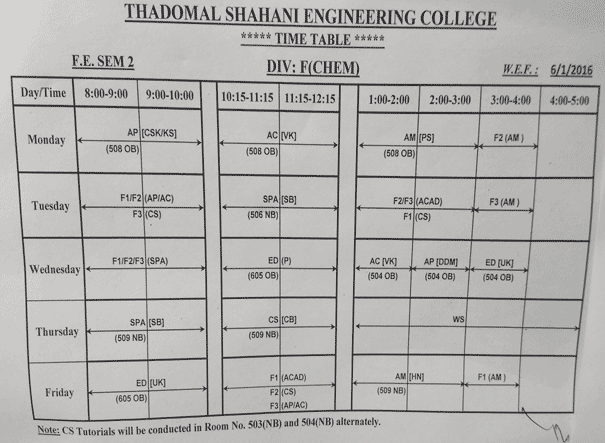 THADOMAL SHAHANI ENGINEERING COLLEGE
***** TIME TABLE *****
F.E. SEM 2 DIV: F(CHEM) W.E.F.: 6/1/2016
Day/Time 8:00-9:00 9:00-10:00 10:15-11:15 11:15-12:15 1:00-2:00 2:00-3:00 3:00-4:00 4:00-5:00
Monday AP [CSK/KS] AC [VK] AM [PS] F2 (AM)
(508 OB) (508 OB) (508 OB)
Tuesday F1/F2 (AP/AC) SPA [SB] F2/F3 (ACAD) F3 (AM)
F3 (CS) (506 NB) F1 (CS)
Wednesday F1/F2/F3 (SPA) ED (P) AC [VK] AP [DDM] ED [UK]
(605 OB) (504 OB) (504 OB) (504 OB)
Thursday SPA [SB] CS [CB] WS
(509 NB) (509 NB)
Friday ED [UK] F1 (ACAD) AM [HN] F1 (AM)
(605 OB) F2 (CS) (509 NB)
F3 (AP/AC)
Note: CS Tutorials will be conducted in Room No. 503(NB) and 504(NB) alternately.